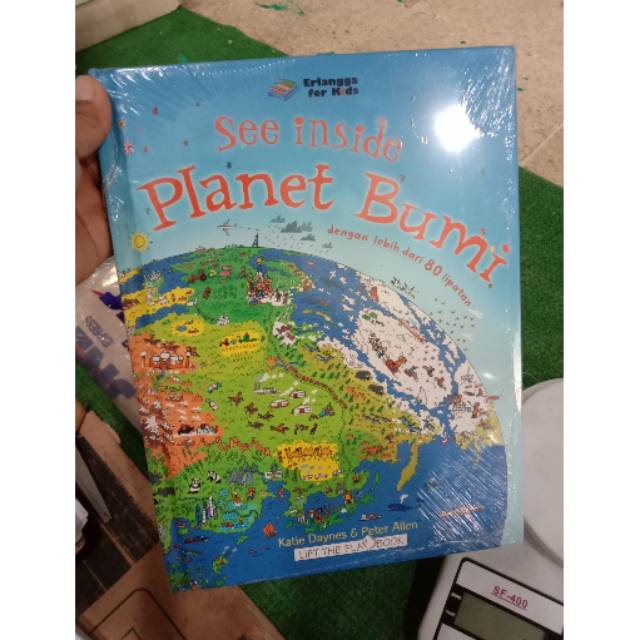 Erlangga
for Kids
See inside
Planet Bumi
dengan lebih dari 80 lipatan
Katie Daynes & Peter Allen
LIFT THE FLAP BOOK
SF-400